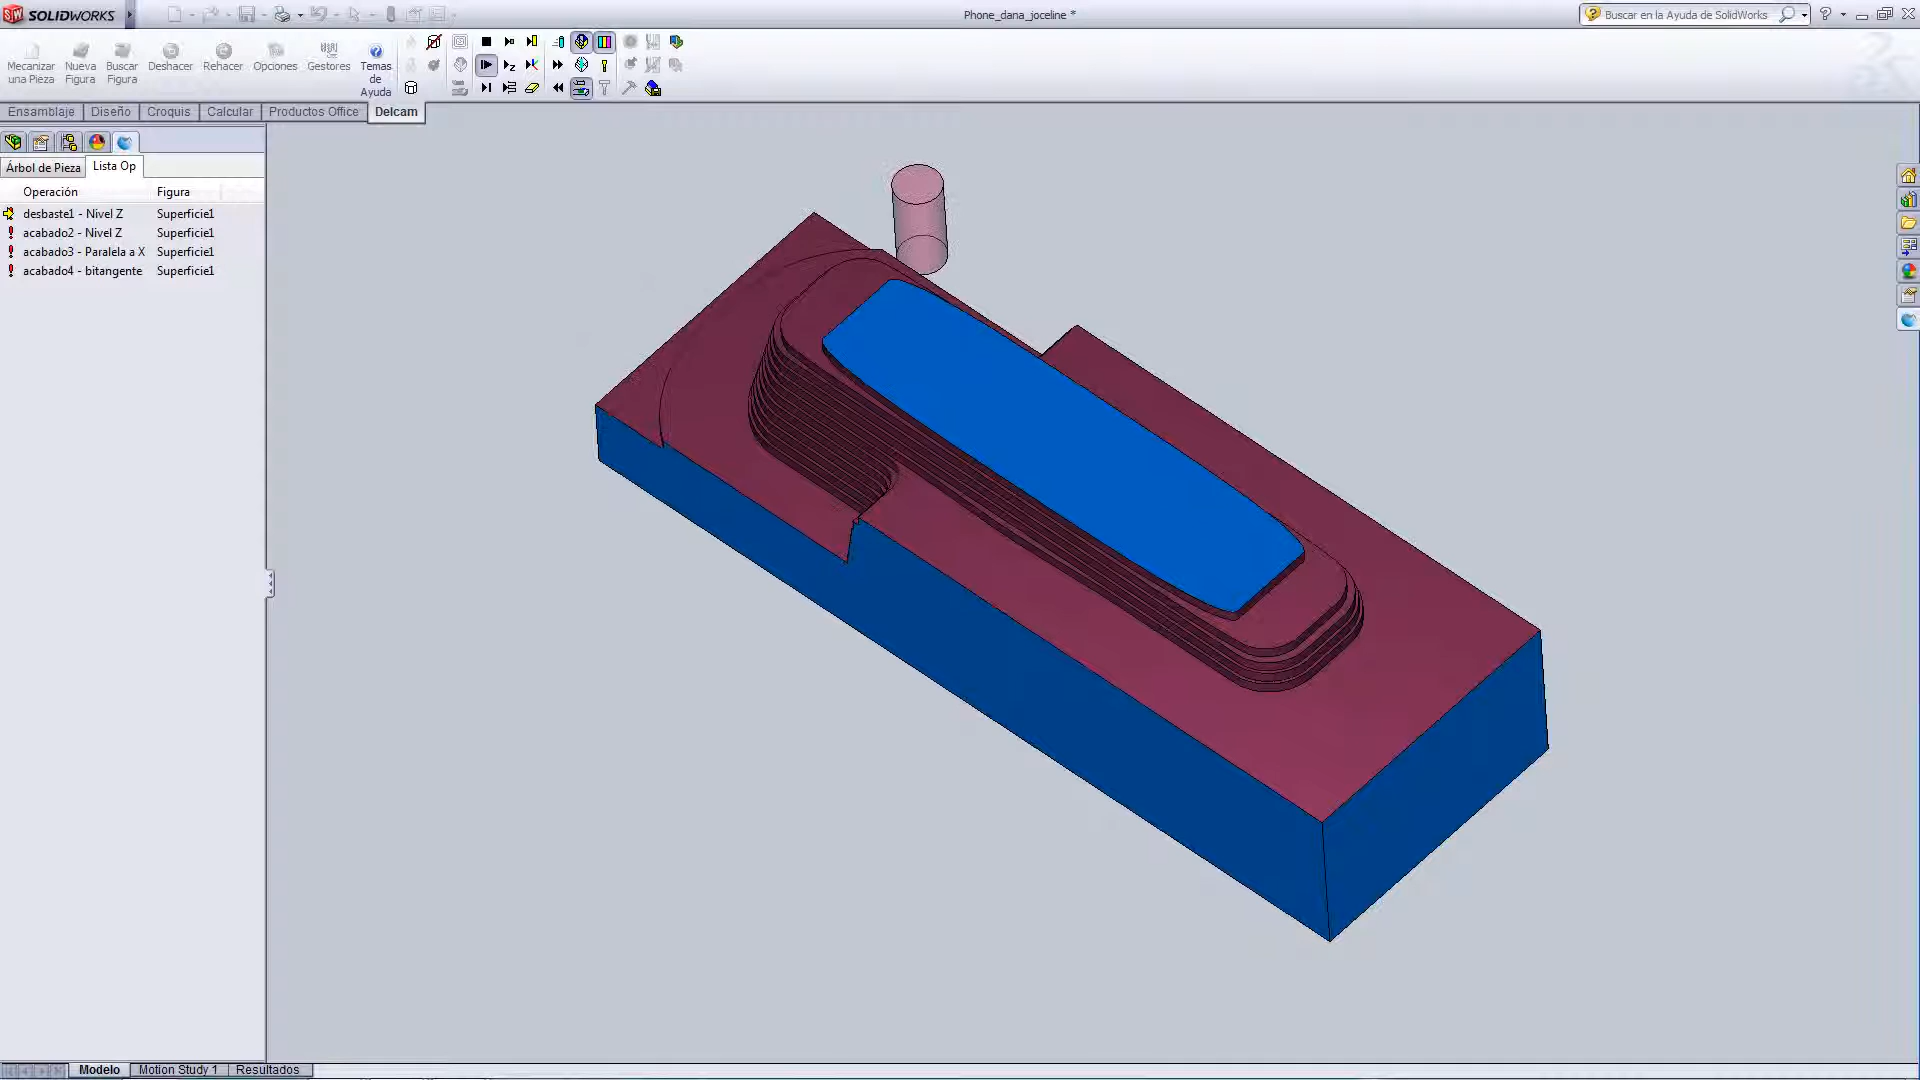 SW SOLIDWORKS
Phone_dana_joceline *
Buscar en la Ayuda de SolidWorks
Mecanizar una Pieza
Nueva Figura
Buscar Figura
Deshacer
Rehacer
Opciones
Gestores
Temas de Ayuda
Ensamblaje
Diseño
Croquis
Calcular
Productos Office
Delcam
Árbol de Pieza
Lista Op
Operación Figura
desbaste1 - Nivel Z Superficie1
acabado2 - Nivel Z Superficie1
acabado3 - Paralela a X Superficie1
acabado4 - bitangente Superficie1
Modelo
Motion Study 1
Resultados